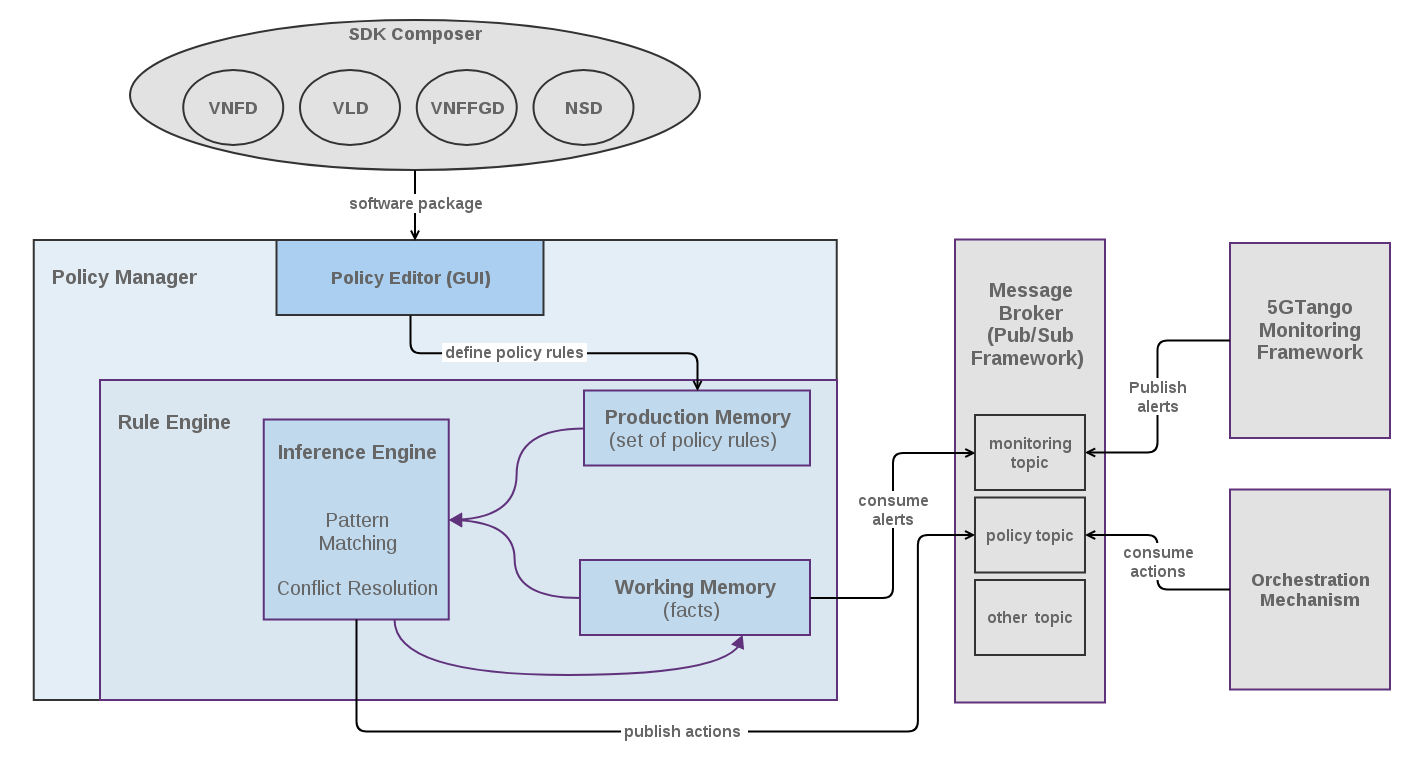 SDK Composer
VNFD
VLD
VNFFGD
NSD
software package
Policy Manager
Policy Editor (GUI)
define policy rules
Rule Engine
Inference Engine
Pattern
Matching
Conflict Resolution
Production Memory
(set of policy rules)
Working Memory
(facts)
consume
alerts
publish actions
Message
Broker
(Pub/Sub
Framework)
monitoring
topic
policy topic
other topic
Publish
alerts
consume
actions
5GTango
Monitoring
Framework
Orchestration
Mechanism